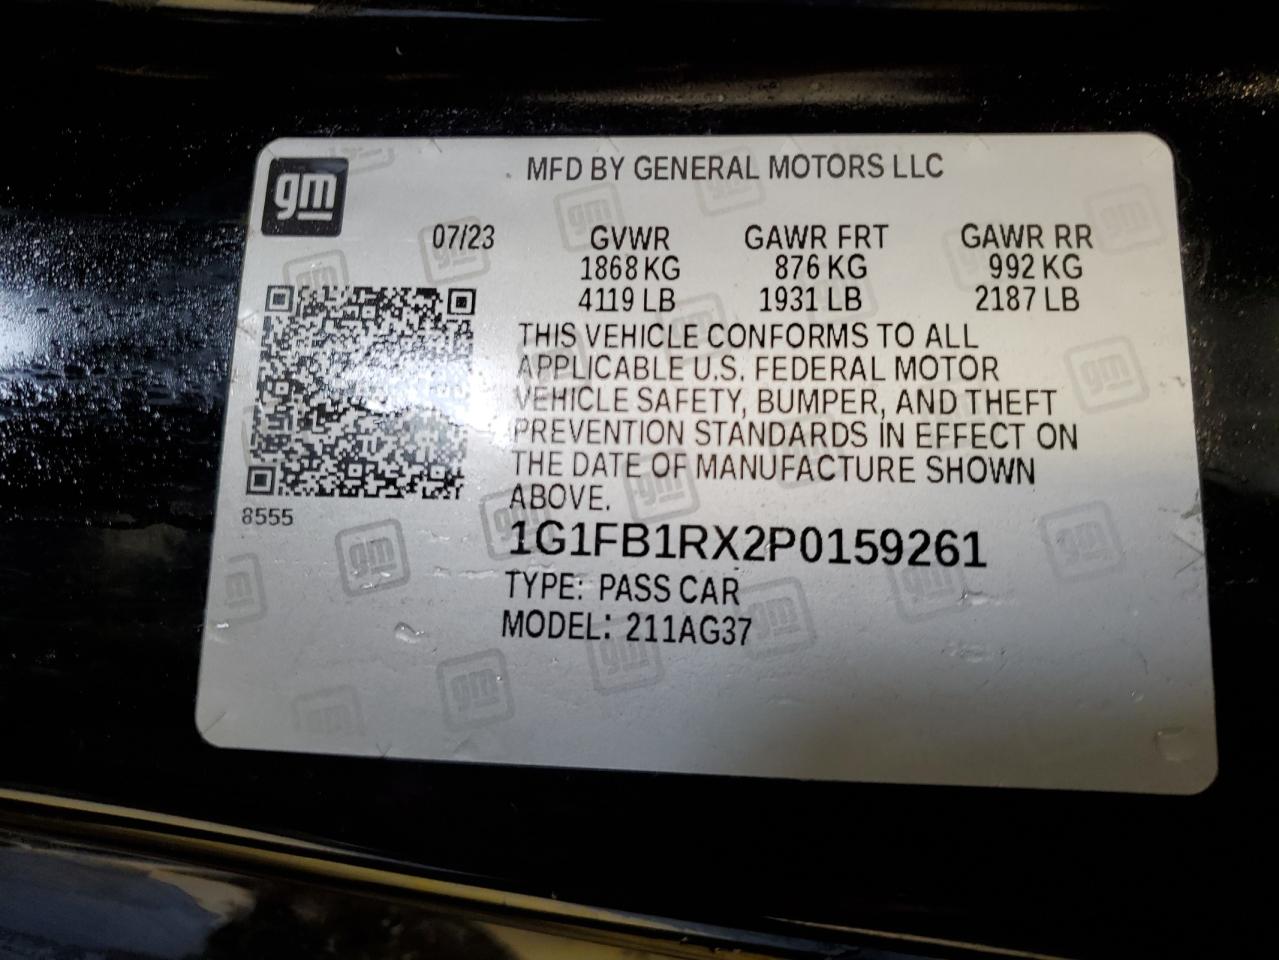 gm
MFD BY GENERAL MOTORS LLC
07/23 GVWR GAWR FRT GAWR RR
1868 KG 876 KG 992 KG
4119 LB 1931 LB 2187 LB
THIS VEHICLE CONFORMS TO ALL
APPLICABLE U.S. FEDERAL MOTOR
VEHICLE SAFETY, BUMPER, AND THEFT
PREVENTION STANDARDS IN EFFECT ON
THE DATE OF MANUFACTURE SHOWN
ABOVE.
8555
1G1FB1RX2P0159261
TYPE: PASS CAR
MODEL: 211AG37